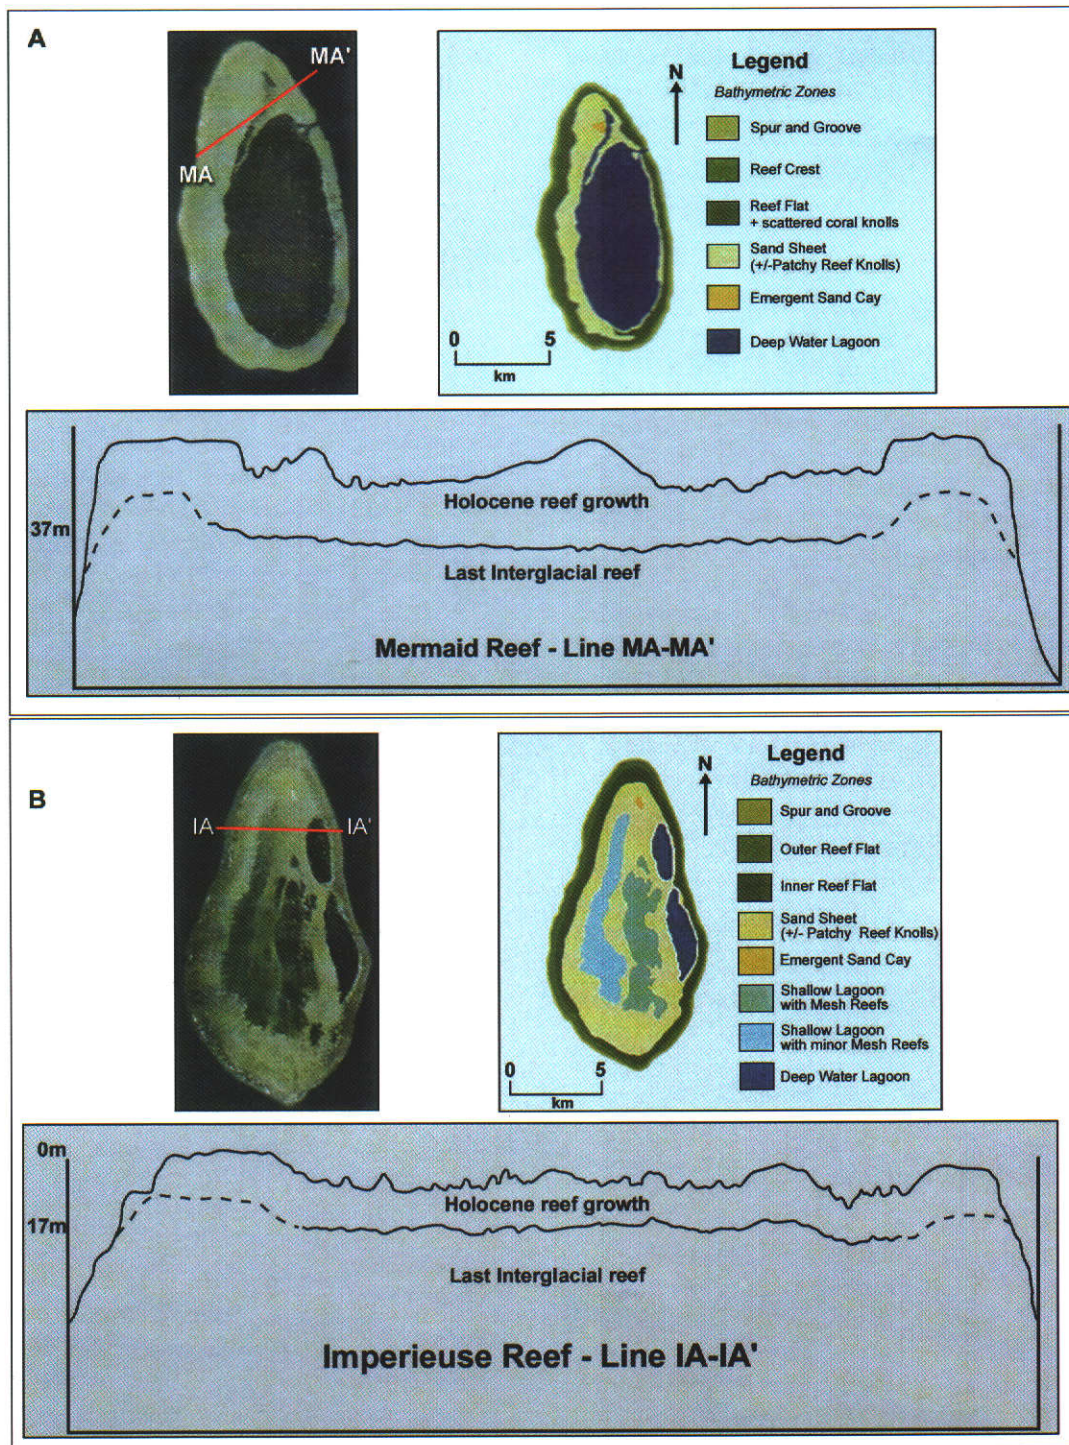 A
MA'
MA
N
Legend
Bathymetric Zones
Spur and Groove
Reef Crest
Reef Flat
+ scattered coral knolls
Sand Sheet
(+/-Patchy Reef Knolls)
Emergent Sand Cay
Deep Water Lagoon
0 5
km
37m
Holocene reef growth
Last Interglacial reef
Mermaid Reef - Line MA-MA'
B
IA
IA'
N
Legend
Bathymetric Zones
Spur and Groove
Outer Reef Flat
Inner Reef Flat
Sand Sheet
(+/- Patchy Reef Knolls)
Emergent Sand Cay
Shallow Lagoon
with Mesh Reefs
Shallow Lagoon
with minor Mesh Reefs
Deep Water Lagoon
0 5
km
0m
17m
Holocene reef growth
Last Interglacial reef
Imperieuse Reef - Line IA-IA'